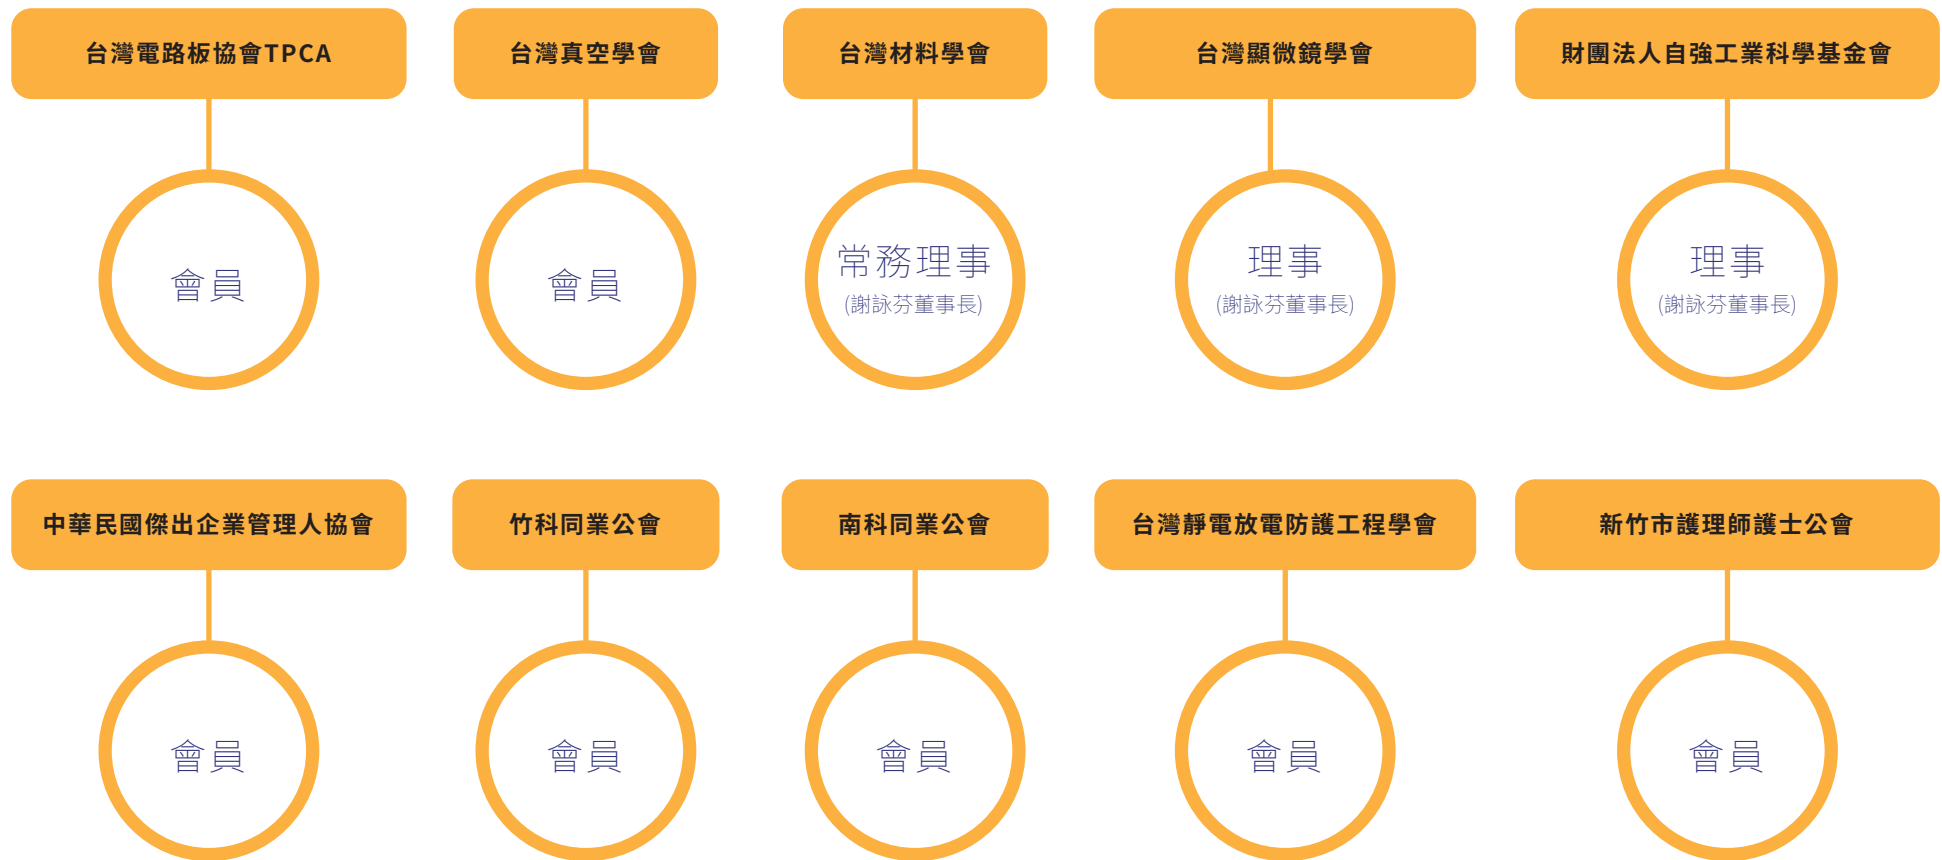 台灣電路板協會TPCA
台灣真空學會
台灣材料學會
台灣顯微鏡學會
財團法人自強工業科學基金會
會員
會員
常務理事
(謝詠芬董事長)
理事
(謝詠芬董事長)
理事
(謝詠芬董事長)
中華民國傑出企業管理人協會
竹科同業公會
南科同業公會
台灣靜電放電防護工程學會
新竹市護理師護士公會
會員
會員
會員
會員
會員